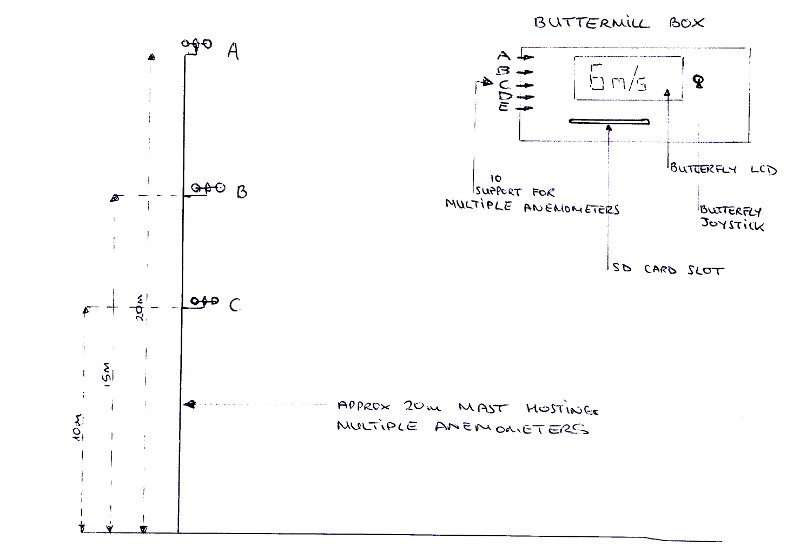 BUTTERMILL BOX
A
A
B
C
D
E
6 m/s
B
BUTTERFLY LCD
IO
SUPPORT FOR
MULTIPLE ANEMOMETERS
BUTTERFLY
JOYSTICK
SD CARD SLOT
C
20m
15m
10m
APPROX 20m MAST HOSTING
MULTIPLE ANEMOMETERS